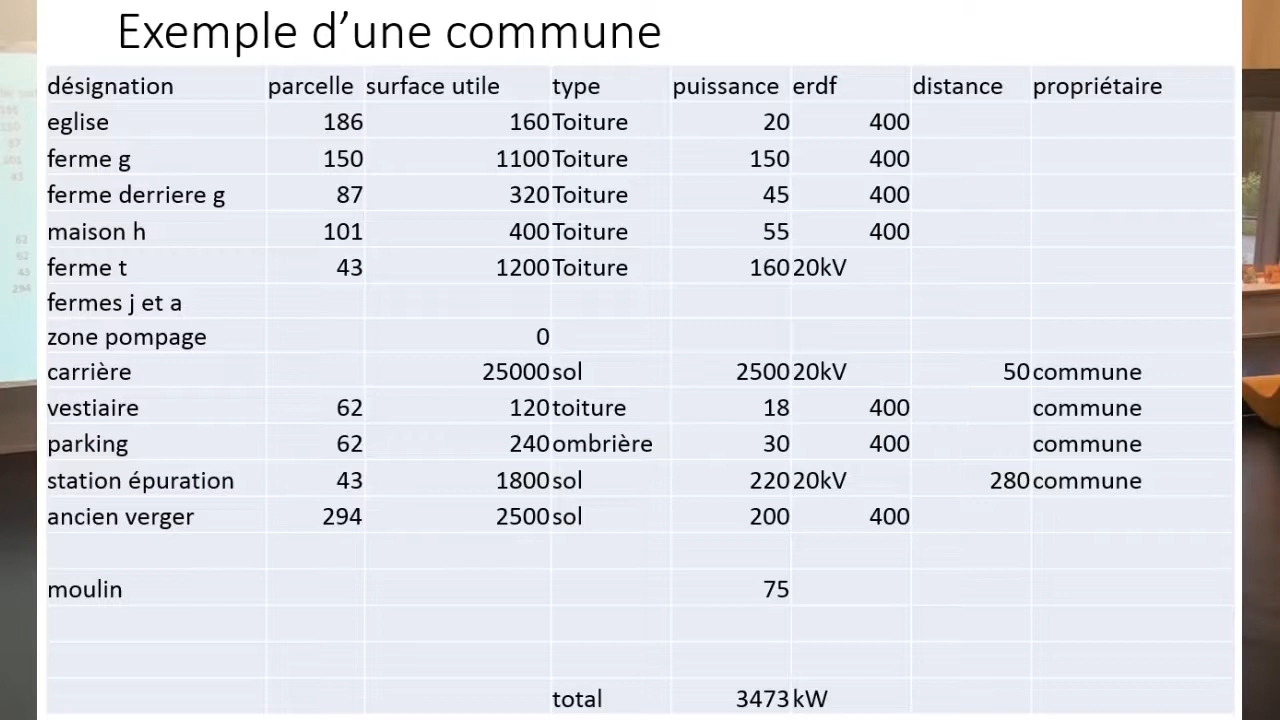 Exemple d’une commune
désignation parcelle surface utile type puissance erdf distance propriétaire
eglise 186 160 Toiture 20 400
ferme g 150 1100 Toiture 150 400
ferme derriere g 87 320 Toiture 45 400
maison h 101 400 Toiture 55 400
ferme t 43 1200 Toiture 160 20kV
fermes j et a
zone pompage 0
carrière 25000 sol 2500 20kV 50 commune
vestiaire 62 120 toiture 18 400 commune
parking 62 240 ombrière 30 400 commune
station épuration 43 1800 sol 220 20kV 280 commune
ancien verger 294 2500 sol 200 400
moulin 75
total 3473 kW
62
62
43
294